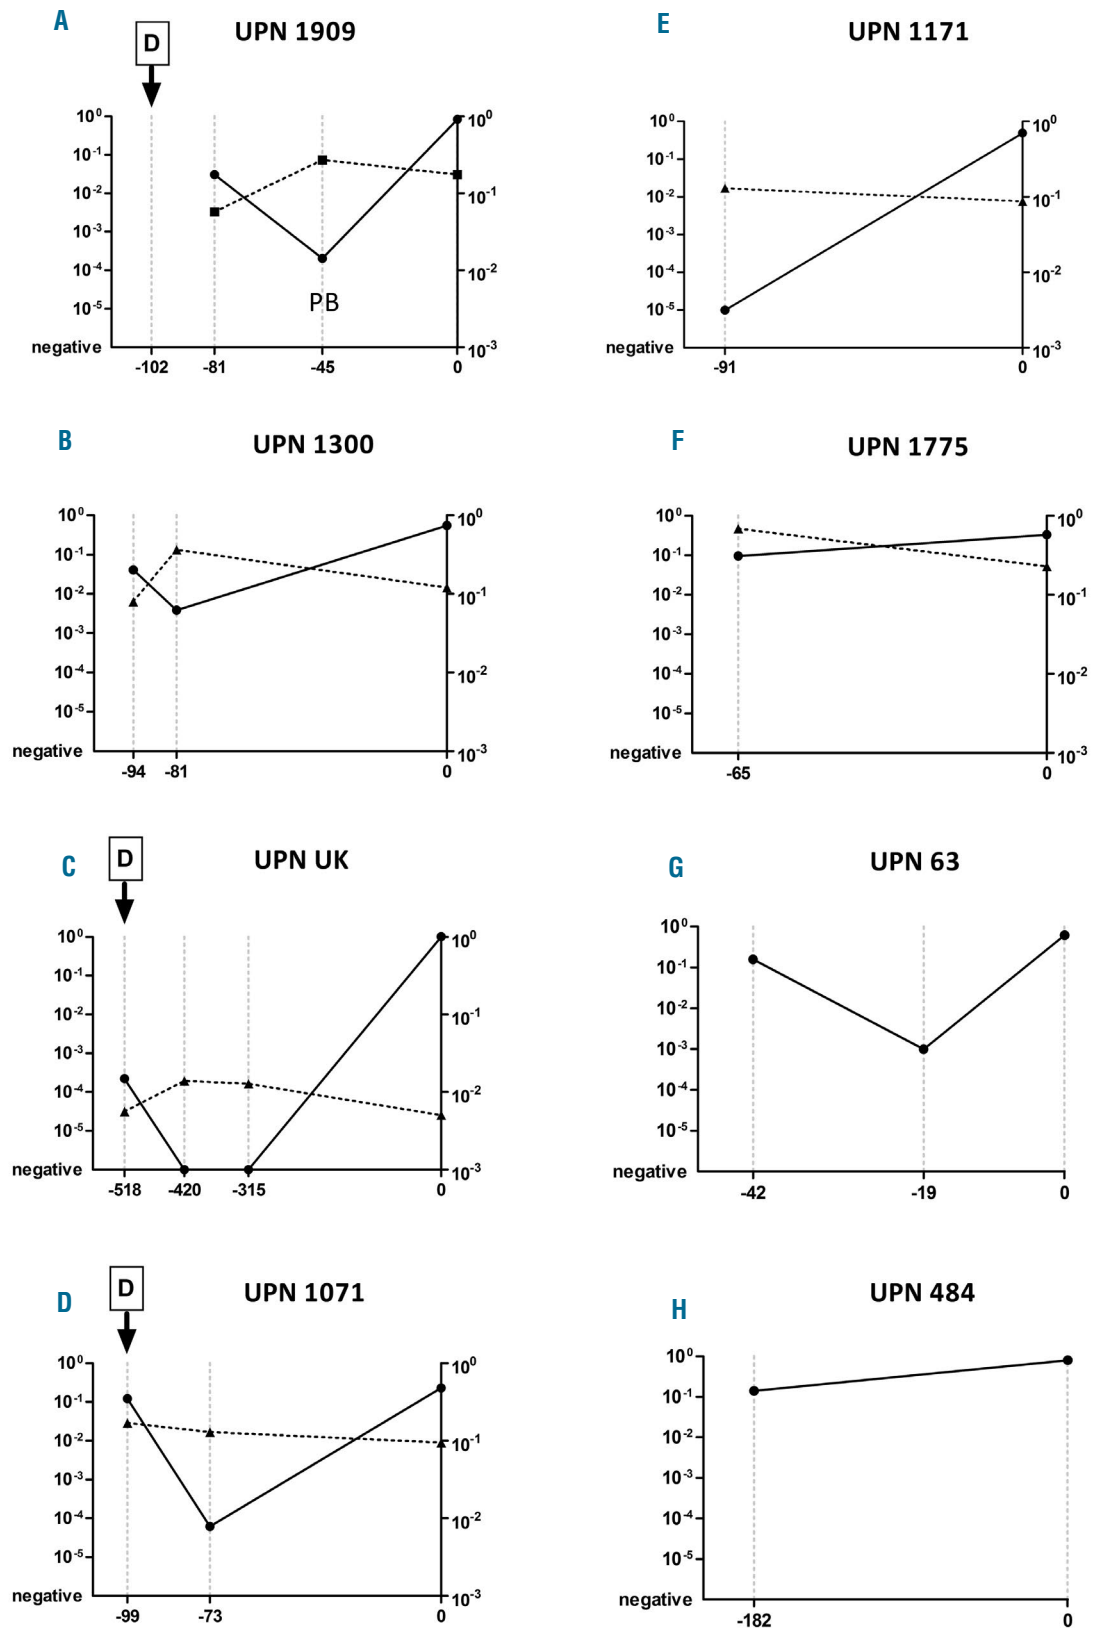 A
UPN 1909
D
10⁰
10⁻¹
10⁻²
10⁻³
10⁻⁴
10⁻⁵
negative
10⁰
10⁻¹
10⁻²
10⁻³
PB
-102 -81 -45 0
B
UPN 1300
10⁰
10⁻¹
10⁻²
10⁻³
10⁻⁴
10⁻⁵
negative
10⁰
10⁻¹
10⁻²
10⁻³
-94 -81 0
C
UPN UK
D
10⁰
10⁻¹
10⁻²
10⁻³
10⁻⁴
10⁻⁵
negative
10⁰
10⁻¹
10⁻²
10⁻³
-518 -420 -315 0
D
UPN 1071
D
10⁰
10⁻¹
10⁻²
10⁻³
10⁻⁴
10⁻⁵
negative
10⁰
10⁻¹
10⁻²
10⁻³
-99 -73 0
E
UPN 1171
10⁰
10⁻¹
10⁻²
10⁻³
10⁻⁴
10⁻⁵
negative
10⁰
10⁻¹
10⁻²
10⁻³
-91 0
F
UPN 1775
10⁰
10⁻¹
10⁻²
10⁻³
10⁻⁴
10⁻⁵
negative
10⁰
10⁻¹
10⁻²
10⁻³
-65 0
G
UPN 63
10⁰
10⁻¹
10⁻²
10⁻³
10⁻⁴
10⁻⁵
negative
-42 -19 0
H
UPN 484
10⁰
10⁻¹
10⁻²
10⁻³
10⁻⁴
10⁻⁵
negative
-182 0